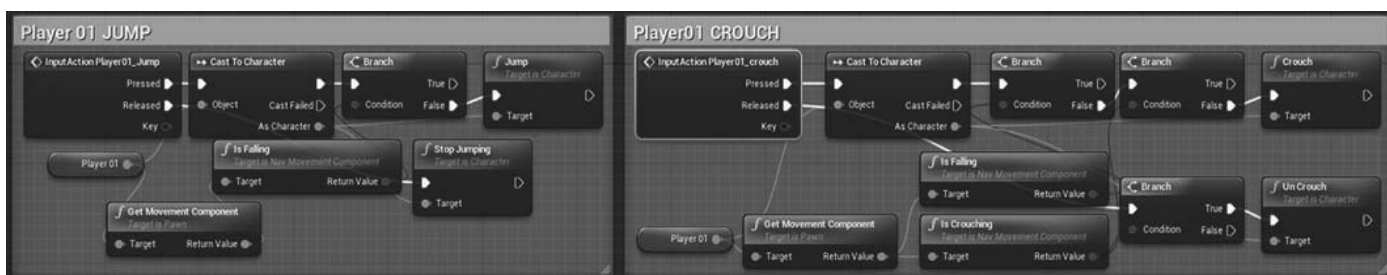 Player 01 JUMP
InputAction Player01_Jump
Pressed
Released
Key
Cast To Character
Object
Cast Failed
As Character
Branch
True
Condition
False
Jump
Target is Character
Target
Player 01
Is Falling
Target is Nav Movement Component
Target
Return Value
Stop Jumping
Target is Character
Target
Get Movement Component
Target is Pawn
Target
Return Value
Player01 CROUCH
InputAction Player01_crouch
Pressed
Released
Key
Cast To Character
Object
Cast Failed
As Character
Branch
True
Condition
False
Branch
True
Condition
False
Crouch
Target is Character
Target
Is Falling
Target is Nav Movement Component
Target
Return Value
Branch
True
Condition
False
Un Crouch
Target is Character
Target
Player 01
Get Movement Component
Target is Pawn
Target
Return Value
Is Crouching
Target is Nav Movement Component
Target
Return Value